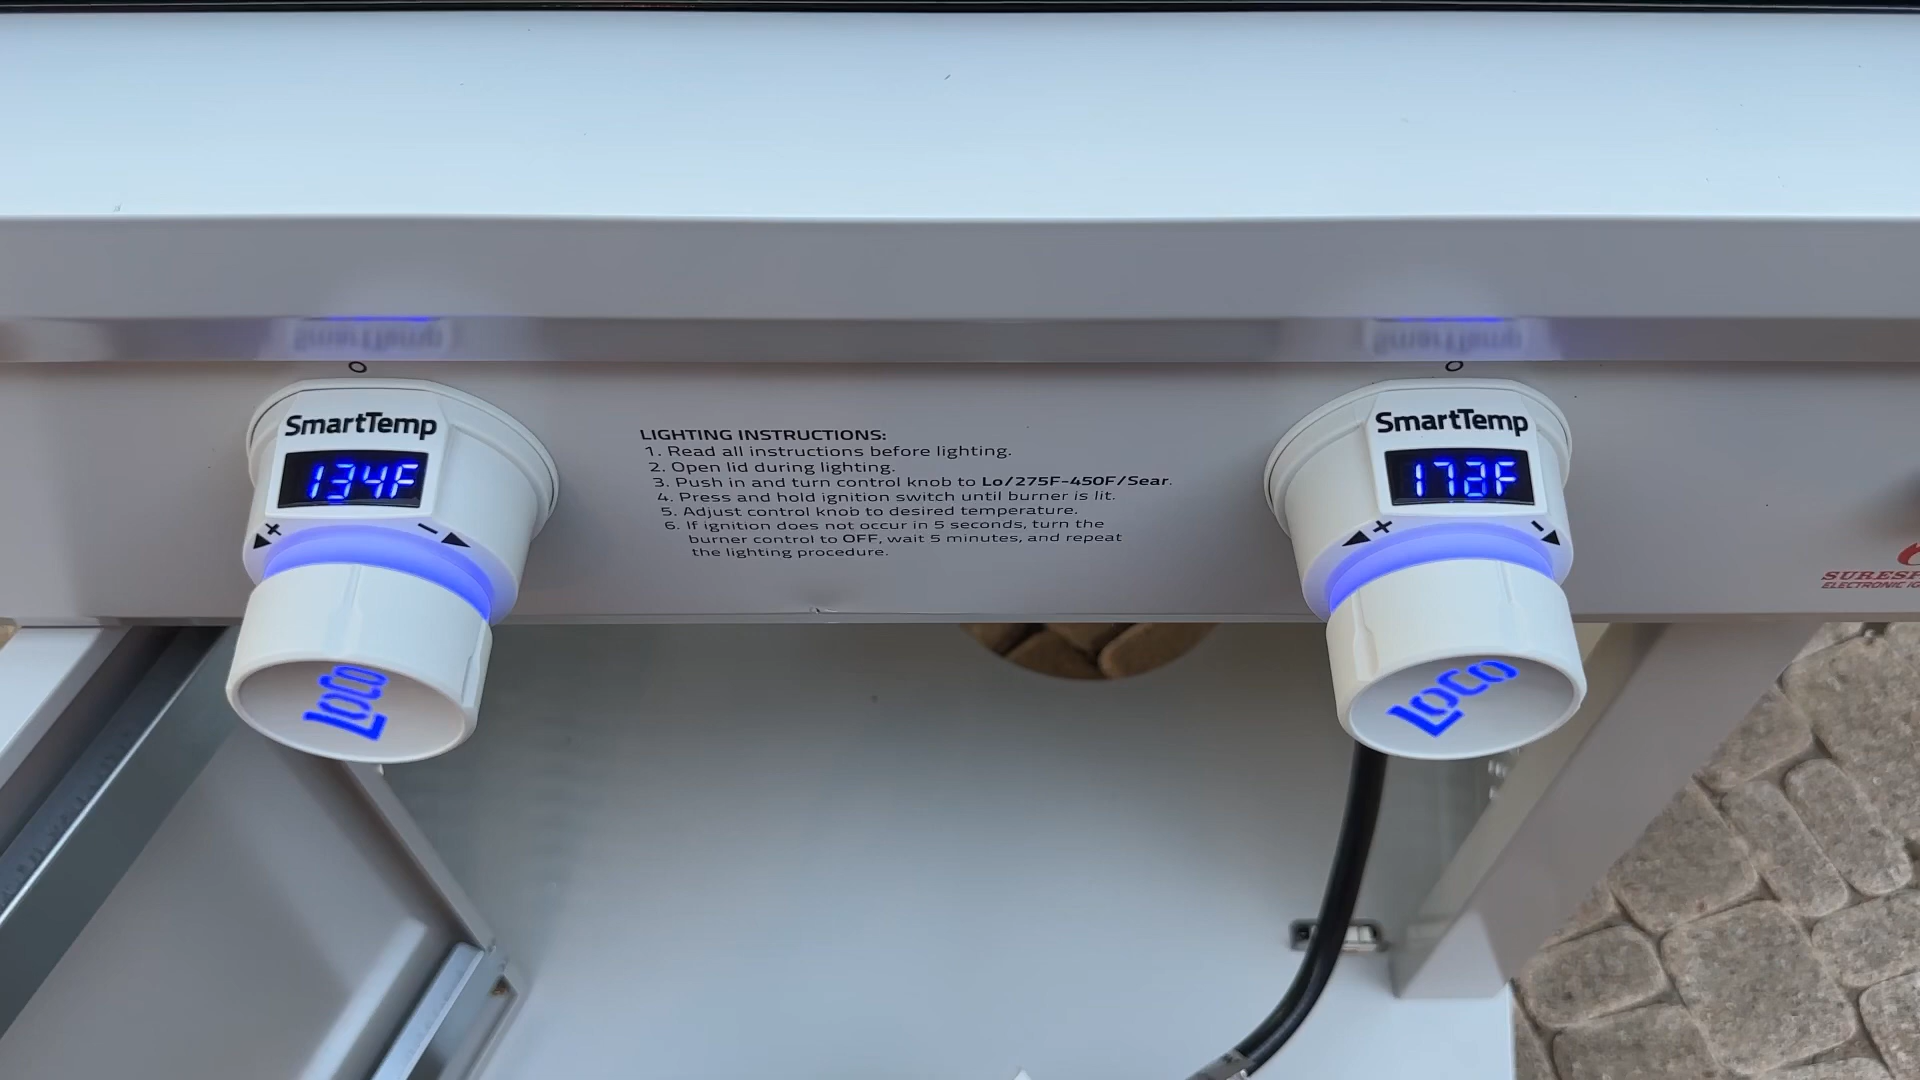 SmartTemp
134F
+ -
LOCO
LIGHTING INSTRUCTIONS:
1. Read all instructions before lighting.
2. Open lid during lighting.
3. Push in and turn control knob to Lo/275F-450F/Sear.
4. Press and hold ignition switch until burner is lit.
5. Adjust control knob to desired temperature.
6. If ignition does not occur in 5 seconds, turn the
burner control to OFF, wait 5 minutes, and repeat
the lighting procedure.
SmartTemp
+ -
LOCO
ELECTRONIC